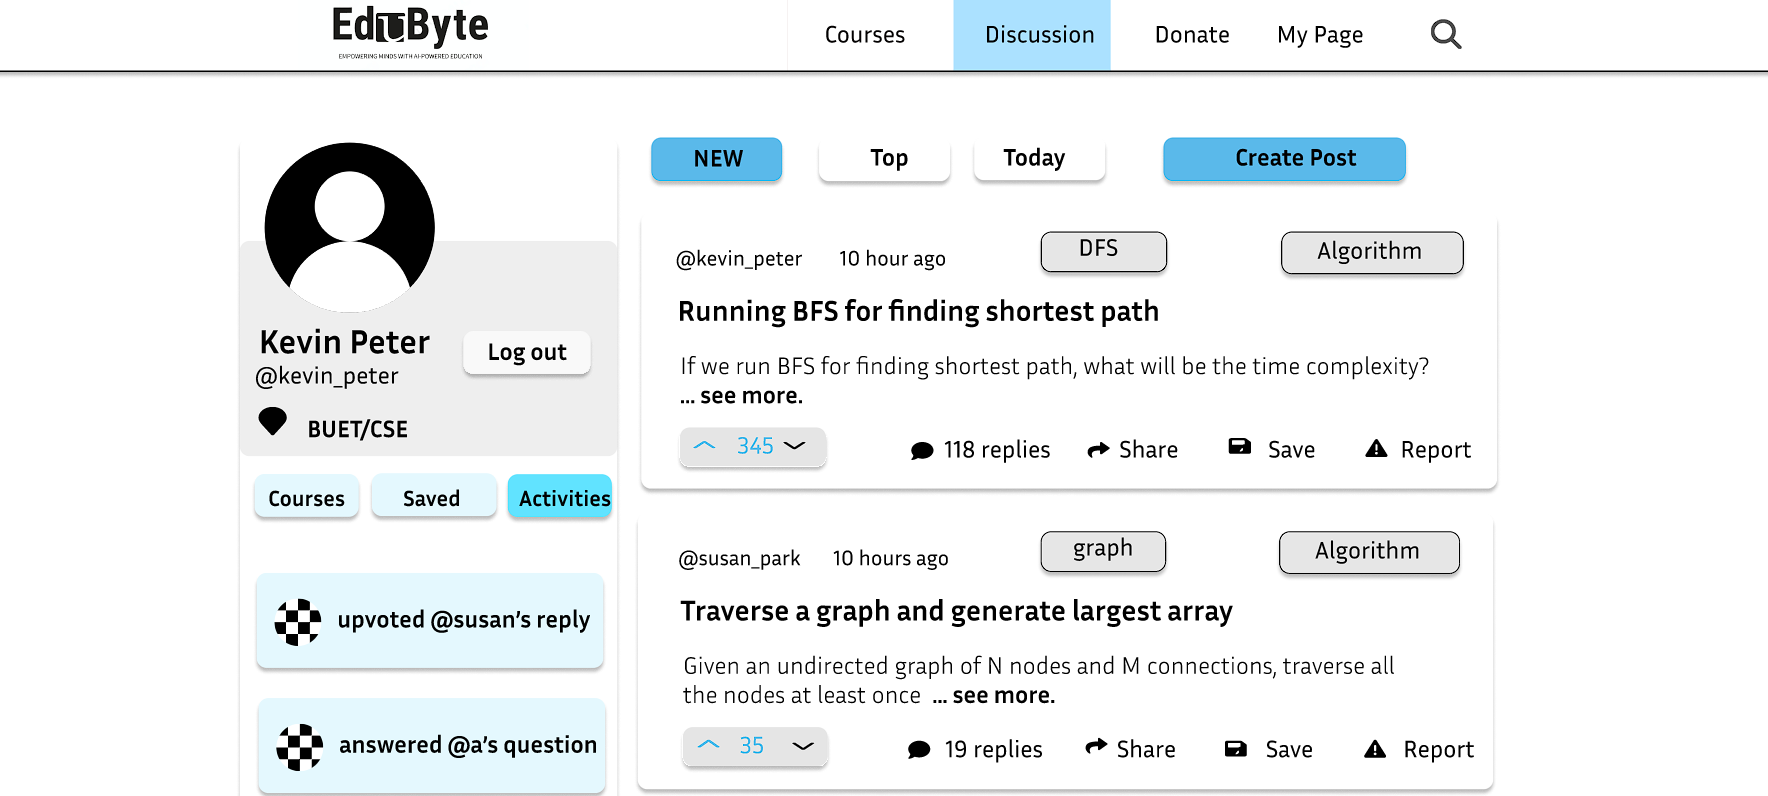 EduByte
EMPOWERING MINDS WITH AI-POWERED EDUCATION
Courses Discussion Donate My Page
NEW Top Today Create Post
Kevin Peter
@kevin_peter
Log out
BUET/CSE
Courses Saved Activities
upvoted @susan's reply
answered @a's question
@kevin_peter 10 hour ago DFS Algorithm
Running BFS for finding shortest path
If we run BFS for finding shortest path, what will be the time complexity?
... see more.
345 118 replies Share Save Report
@susan_park 10 hours ago graph Algorithm
Traverse a graph and generate largest array
Given an undirected graph of N nodes and M connections, traverse all
the nodes at least once ... see more.
35 19 replies Share Save Report